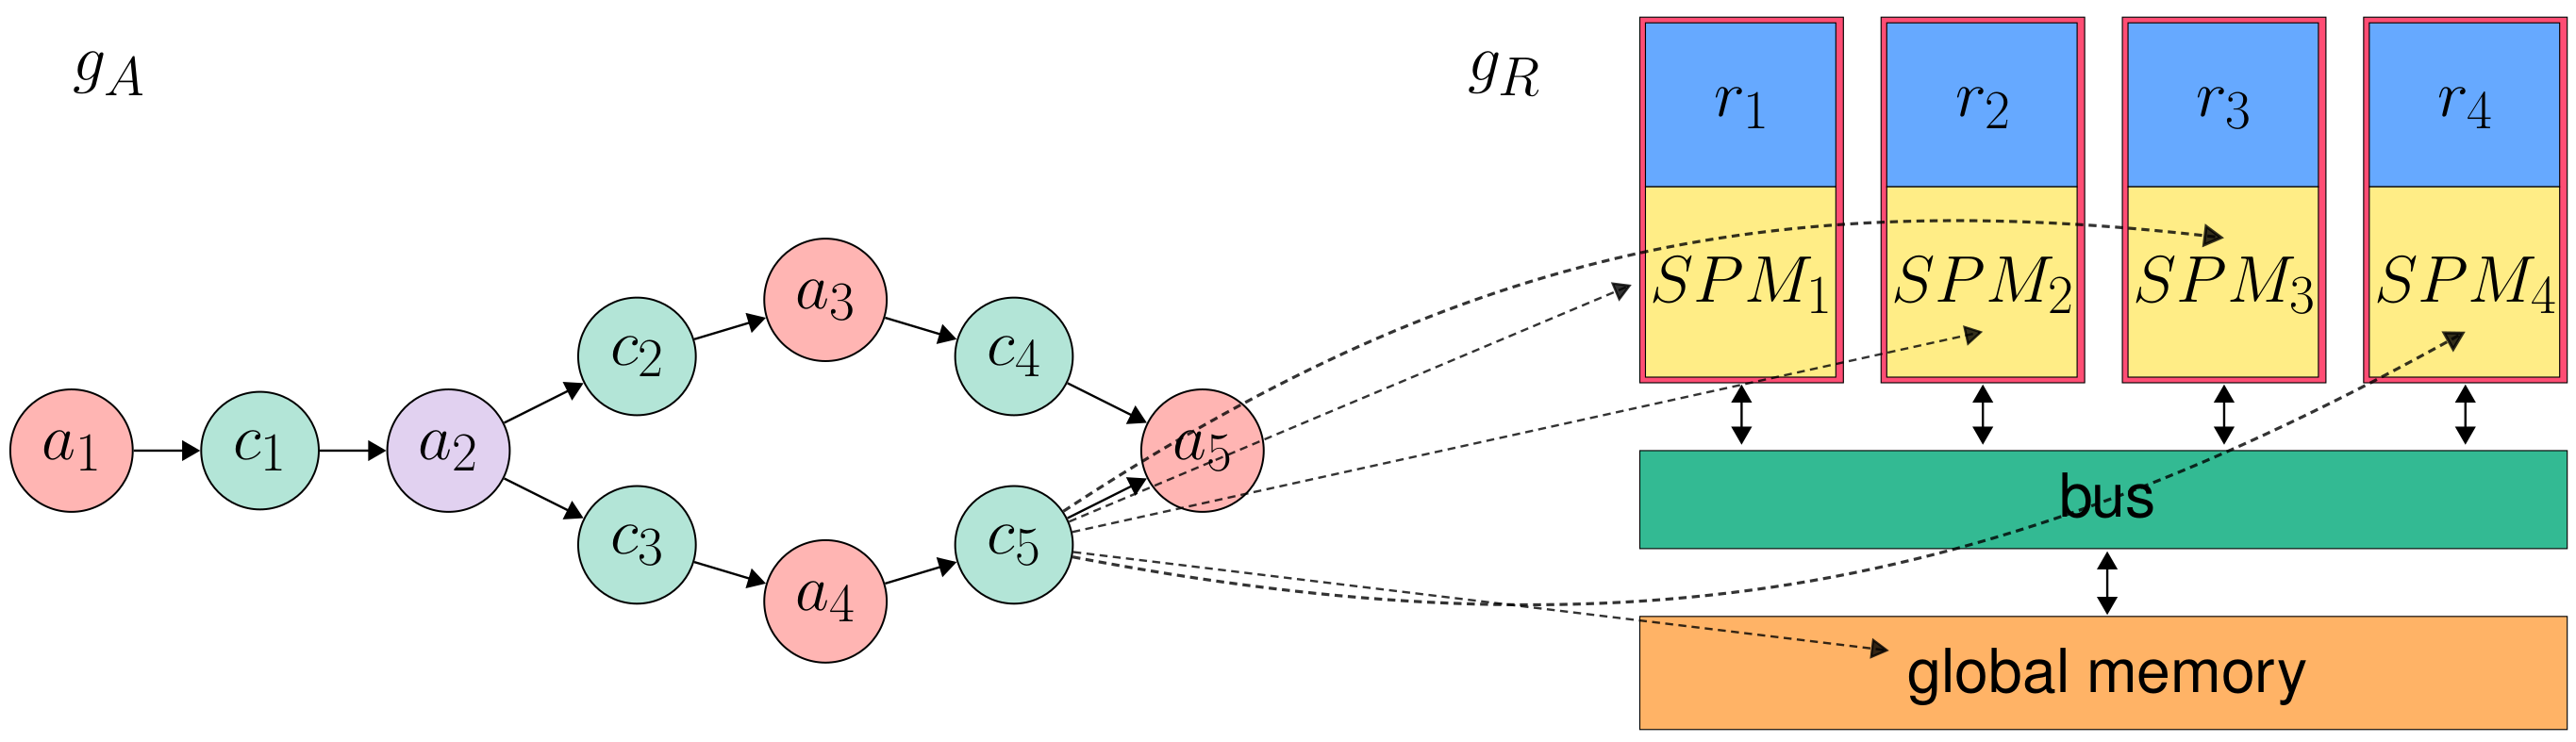 g_A
g_R
r_1
r_2
r_3
r_4
SPM_1
SPM_2
SPM_3
SPM_4
a_1
c_1
a_2
c_2
a_3
c_4
c_3
a_4
c_5
a_5
bus
global memory